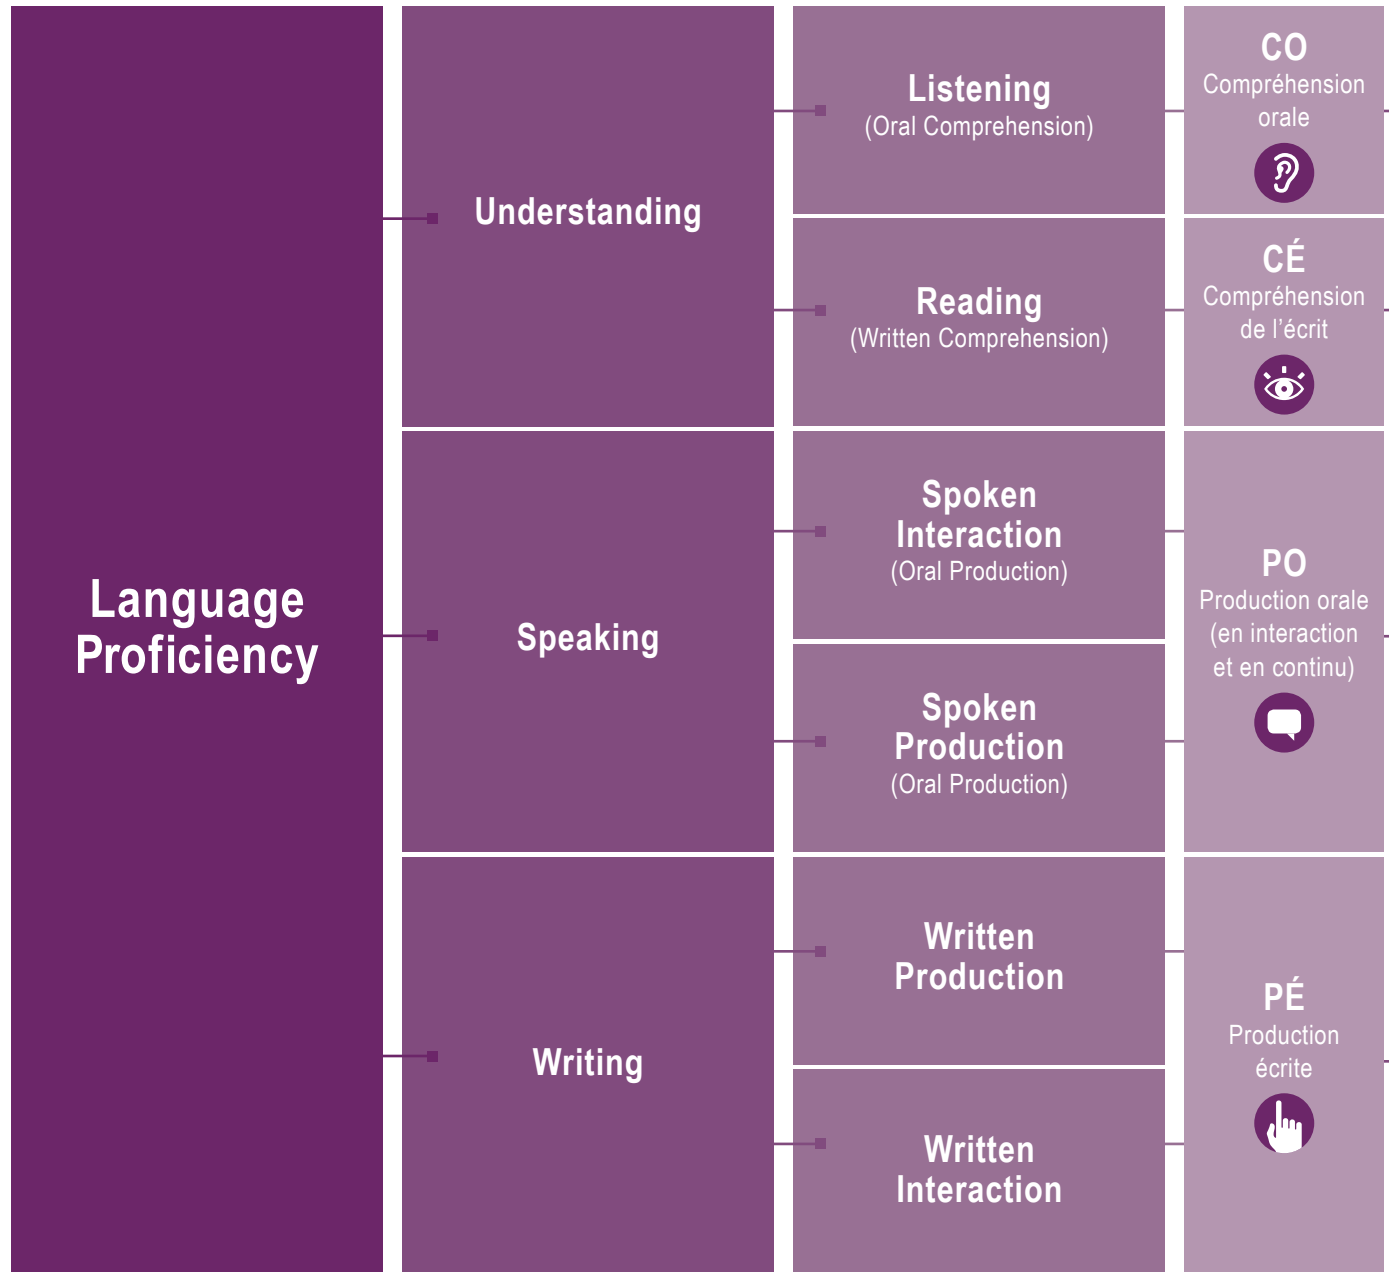 Language
Proficiency
Understanding
Speaking
Writing
Listening
(Oral Comprehension)
Reading
(Written Comprehension)
Spoken
Interaction
(Oral Production)
Spoken
Production
(Oral Production)
Written
Production
Written
Interaction
CO
Compréhension
orale
CÉ
Compréhension
de l’écrit
PO
Production orale
(en interaction
et en continu)
PÉ
Production
écrite